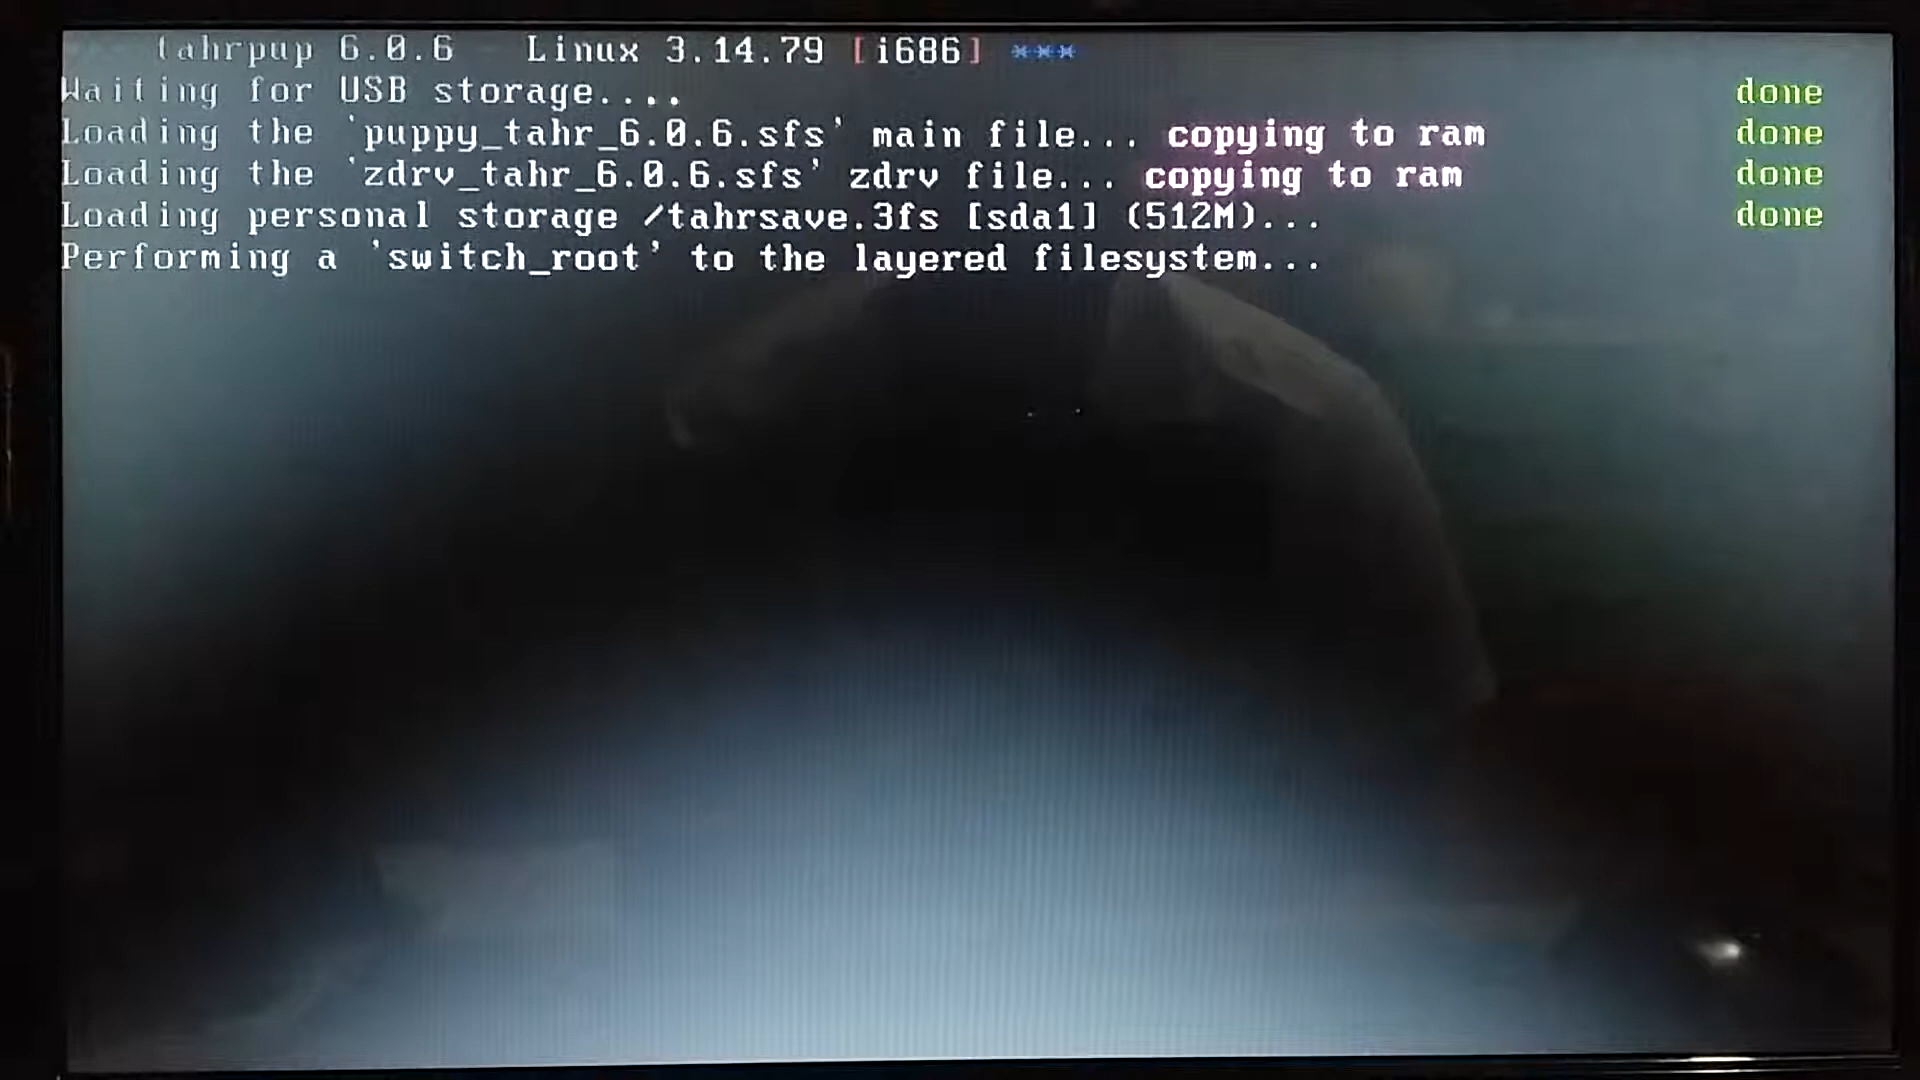 tahrpup 6.0.6 Linux 3.14.79 [i686] ***
Waiting for USB storage.... done
Loading the `puppy_tahr_6.0.6.sfs' main file... copying to ram done
Loading the `zdrv_tahr_6.0.6.sfs' zdrv file... copying to ram done
Loading personal storage /tahrsave.3fs [sda1] (512M)... done
Performing a 'switch_root' to the layered filesystem...